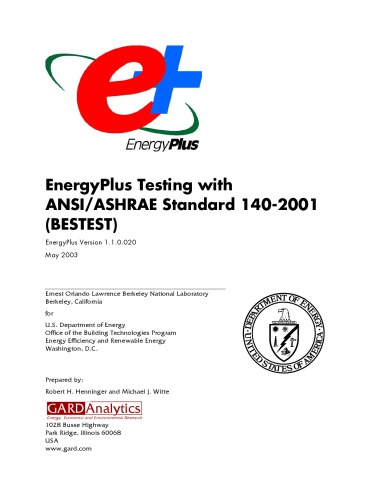 e+
EnergyPlus
EnergyPlus Testing with
ANSI/ASHRAE Standard 140-2001
(BESTEST)
EnergyPlus Version 1.1.0.020
May 2003
Ernest Orlando Lawrence Berkeley National Laboratory
Berkeley, California
for
U.S. Department of Energy
Office of the Building Technologies Program
Energy Efficiency and Renewable Energy
Washington, D.C.
DEPARTMENT OF ENERGY
UNITED STATES OF AMERICA
Prepared by:
Robert H. Henninger and Michael J. Witte
GARDAnalytics
Energy, Economic and Environmental Research
1028 Busse Highway
Park Ridge, Illinois 60068
USA
www.gard.com